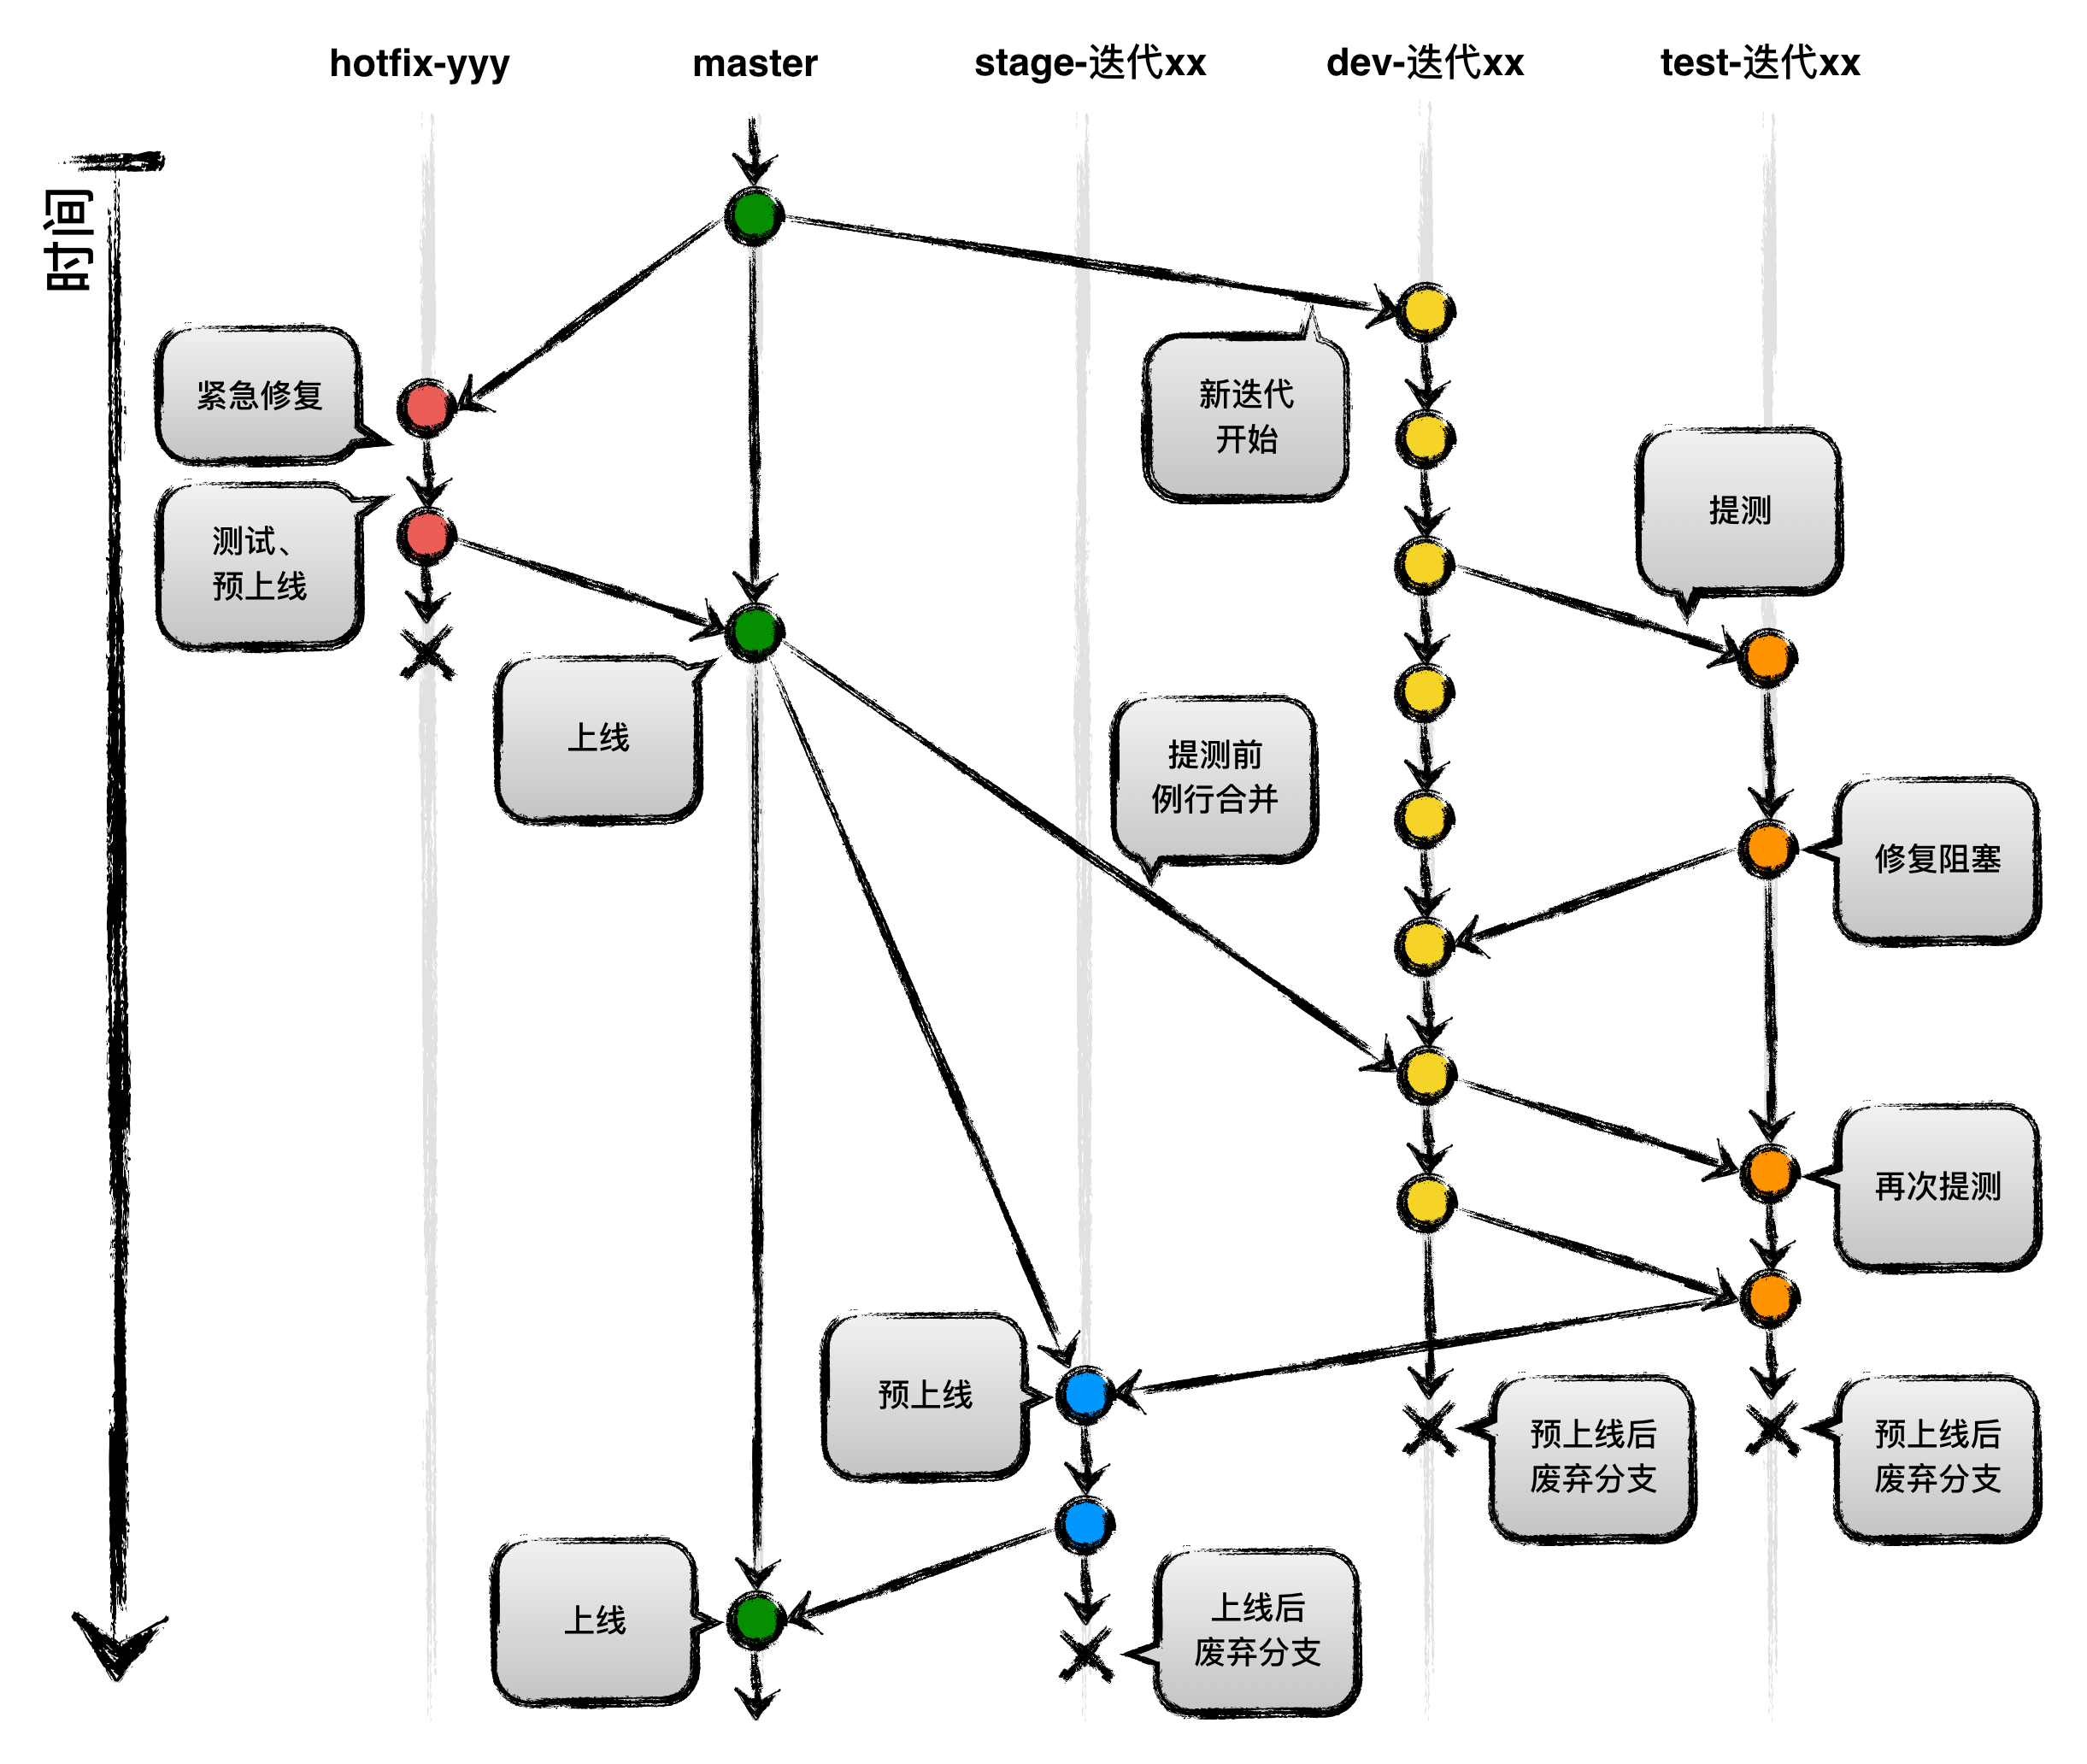 hotfix-yyy
master
stage-迭代xx
dev-迭代xx
test-迭代xx
时间
紧急修复
新迭代
开始
提测
测试、
预上线
上线
提测前
例行合并
修复阻塞
再次提测
预上线
预上线后
废弃分支
预上线后
废弃分支
上线
上线后
废弃分支